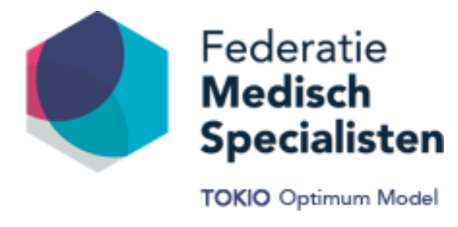 Federatie
Medisch
Specialisten
TOKIO Optimum Model